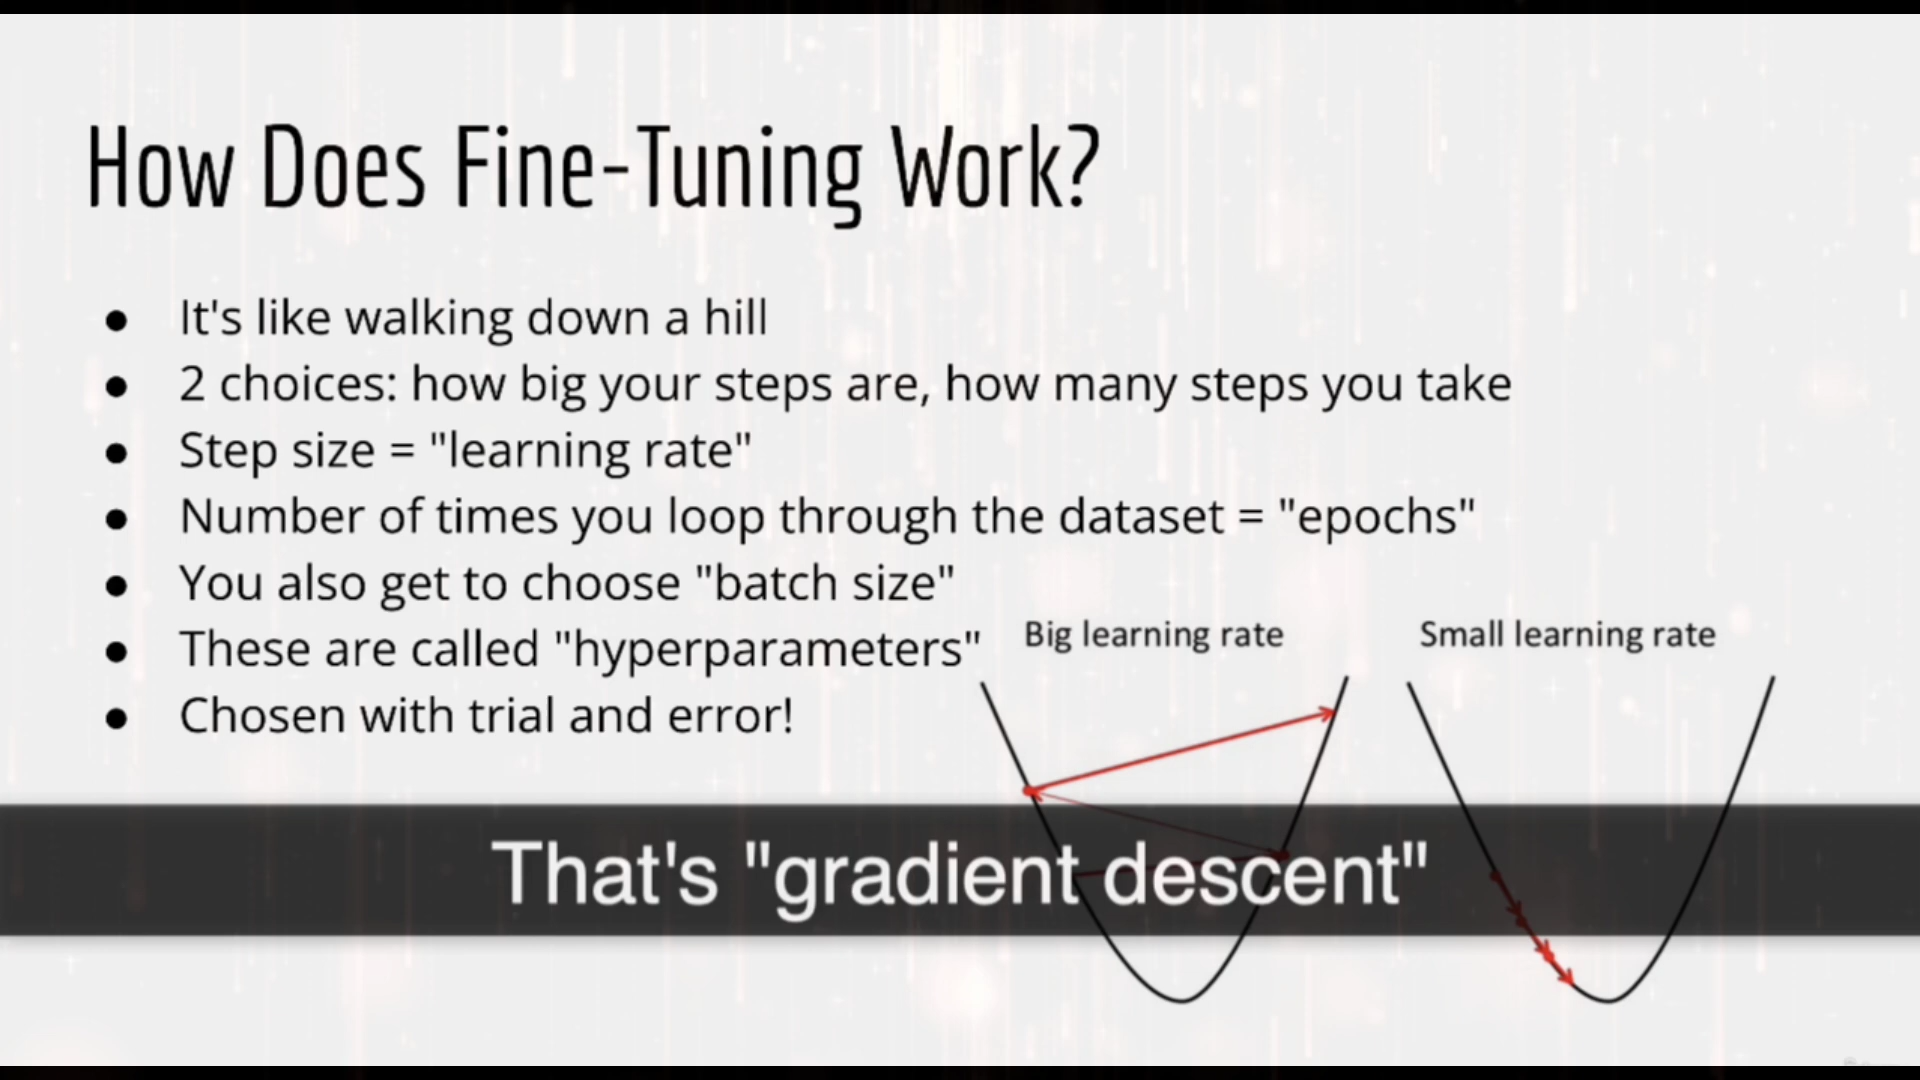 How Does Fine-Tuning Work?
● It's like walking down a hill
● 2 choices: how big your steps are, how many steps you take
● Step size = "learning rate"
● Number of times you loop through the dataset = "epochs"
● You also get to choose "batch size"
● These are called "hyperparameters"
● Chosen with trial and error!
Big learning rate
Small learning rate
That's "gradient descent"